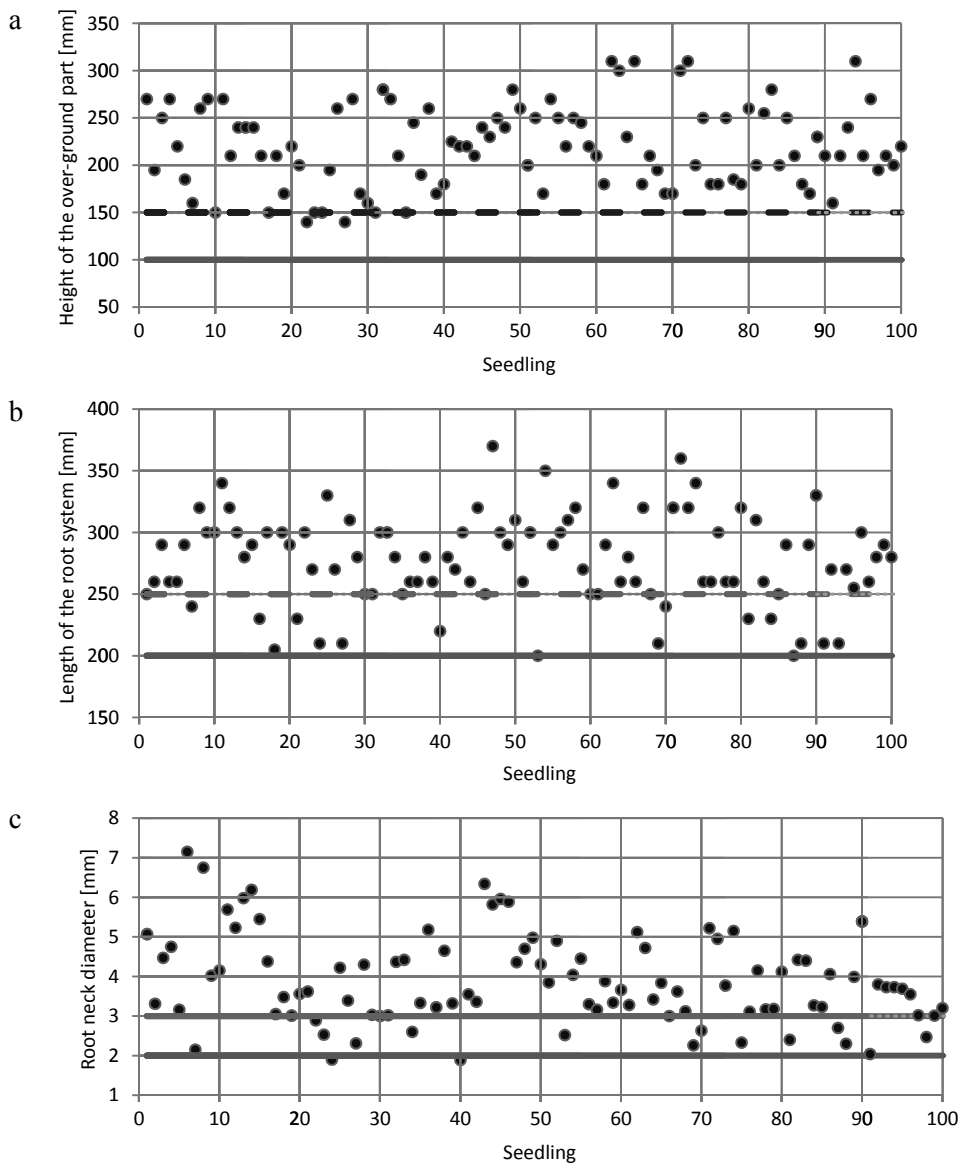 a
Height of the over-ground part [mm]
350
300
250
200
150
100
50
0 10 20 30 40 50 60 70 80 90 100
Seedling
b
Length of the root system [mm]
400
350
300
250
200
150
0 10 20 30 40 50 60 70 80 90 100
Seedling
c
Root neck diameter [mm]
8
7
6
5
4
3
2
1
0 10 20 30 40 50 60 70 80 90 100
Seedling